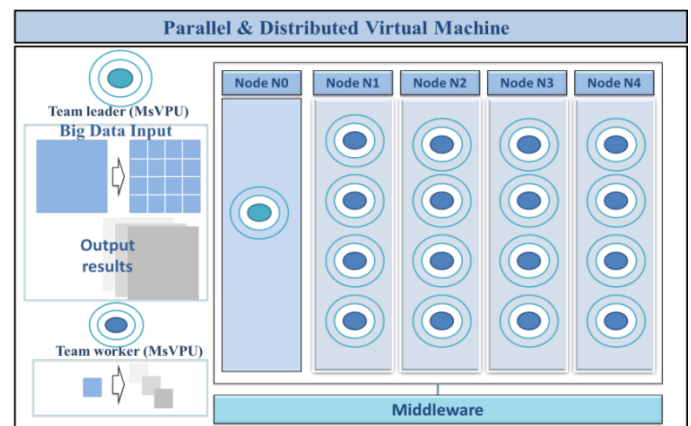 Parallel & Distributed Virtual Machine
Team leader (MsVPU)
Big Data Input
Output
results
Team worker (MsVPU)
Node N0
Node N1
Node N2
Node N3
Node N4
Middleware